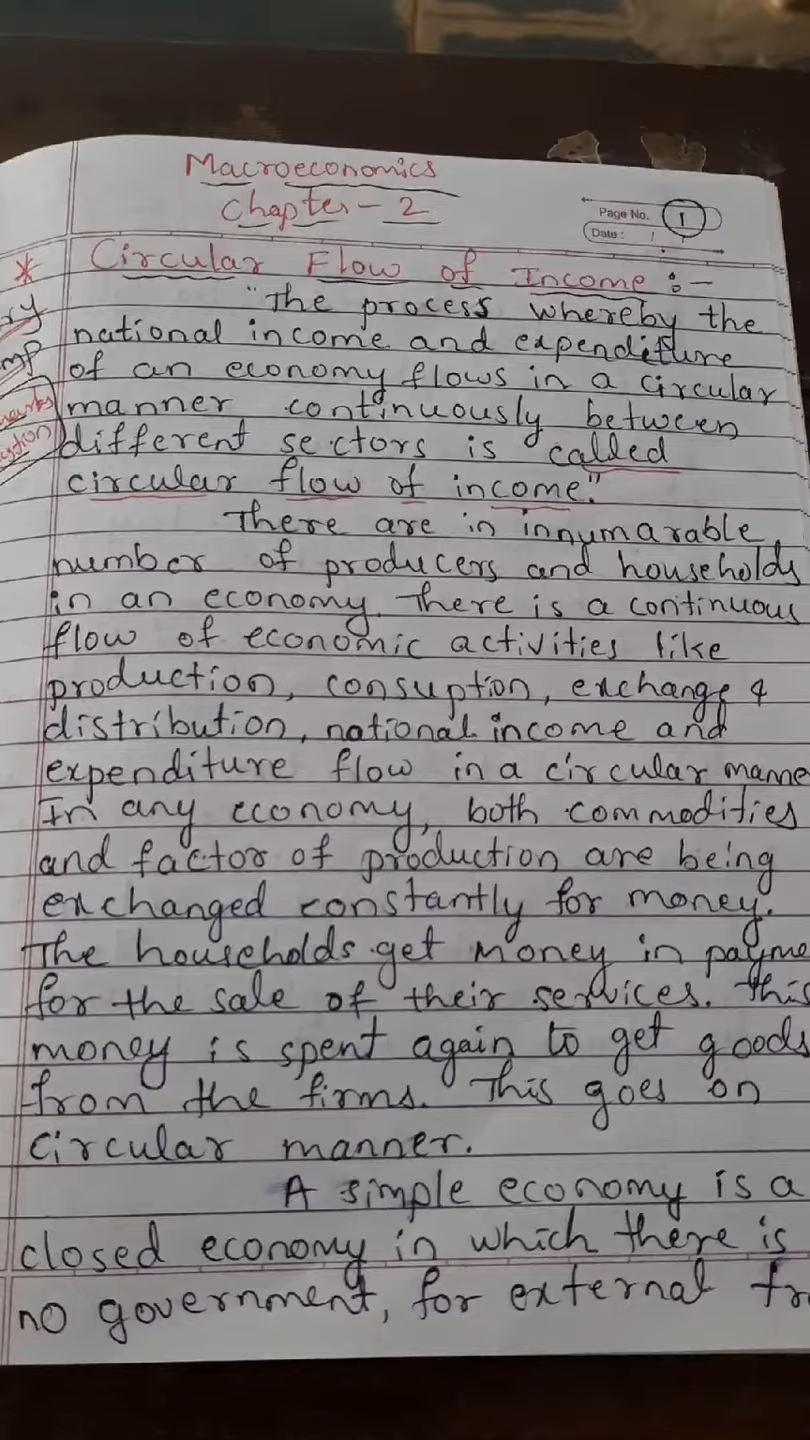 Macroeconomics
Chapter - 2
Page No. 1
Date : / /
* Circular Flow of Income :-
"The process whereby the
national income and expenditure
of an economy flows in a circular
manner continuously between
different sectors is called
circular flow of income."
There are in innumarable
number of producers and households
in an economy. There is a continuous
flow of economic activities like
production, consuption, exchange &
distribution, national income and
expenditure flow in a circular manne
In any economy, both commodities
and factor of production are being
exchanged constantly for money.
The households get money in payme
for the sale of their services. This
money is spent again to get goods
from the firms. This goes on
circular manner.
A simple economy is a
closed economy in which there is
no government, for external